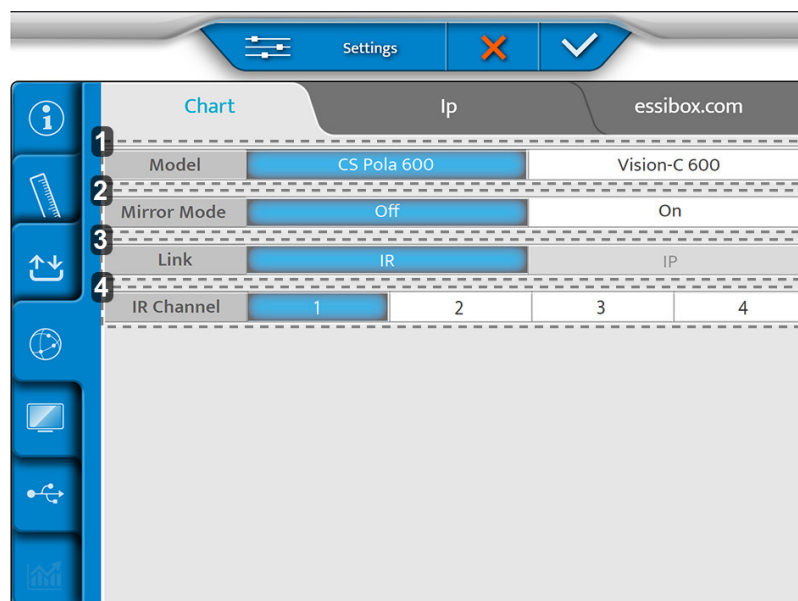 Settings
Chart Ip essibox.com
1
Model CS Pola 600 Vision-C 600
2
Mirror Mode Off On
3
Link IR IP
4
IR Channel 1 2 3 4